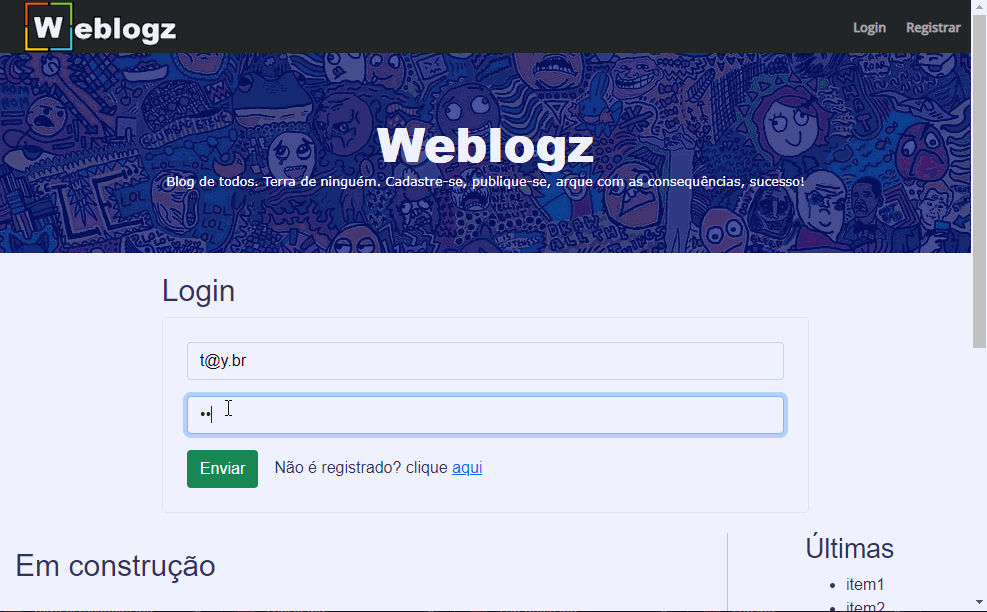 Weblogz
Login Registrar
Weblogz
Blog de todos. Terra de ninguém. Cadastre-se, publique-se, arque com as consequências, sucesso!
Login
t@y.br
••
Enviar Não é registrado? clique aqui
Em construção
Últimas
item1
item2